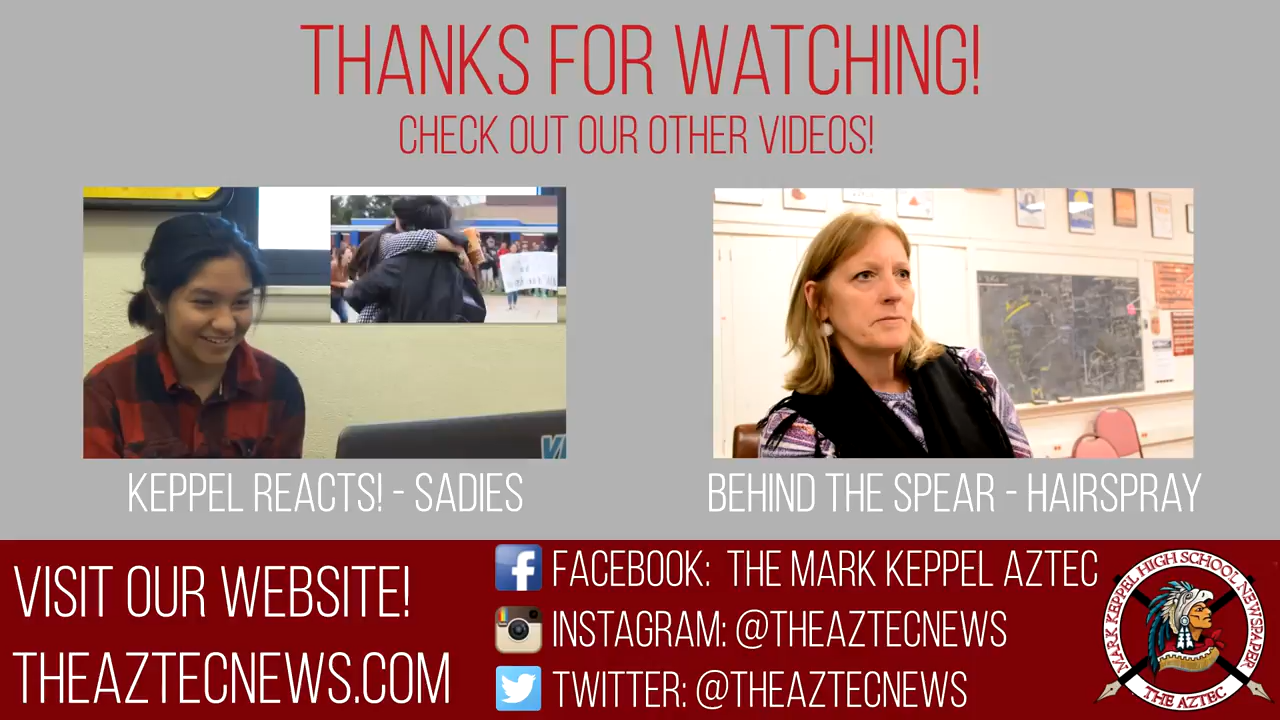 THANKS FOR WATCHING!
CHECK OUT OUR OTHER VIDEOS!
KEPPEL REACTS! - SADIES
BEHIND THE SPEAR - HAIRSPRAY
VISIT OUR WEBSITE!
THEAZTECNEWS.COM
FACEBOOK: THE MARK KEPPEL AZTEC
INSTAGRAM: @THEAZTECNEWS
TWITTER: @THEAZTECNEWS
MARK KEPPEL HIGH SCHOOL NEWSPAPER
THE AZTEC